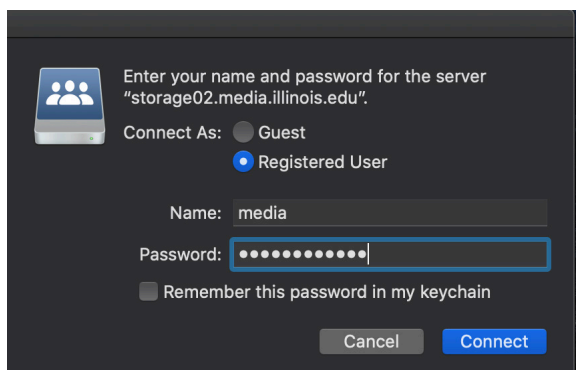 Enter your name and password for the server
“storage02.media.illinois.edu”.
Connect As: Guest
Registered User
Name: media
Password: ••••••••••••
Remember this password in my keychain
Cancel Connect